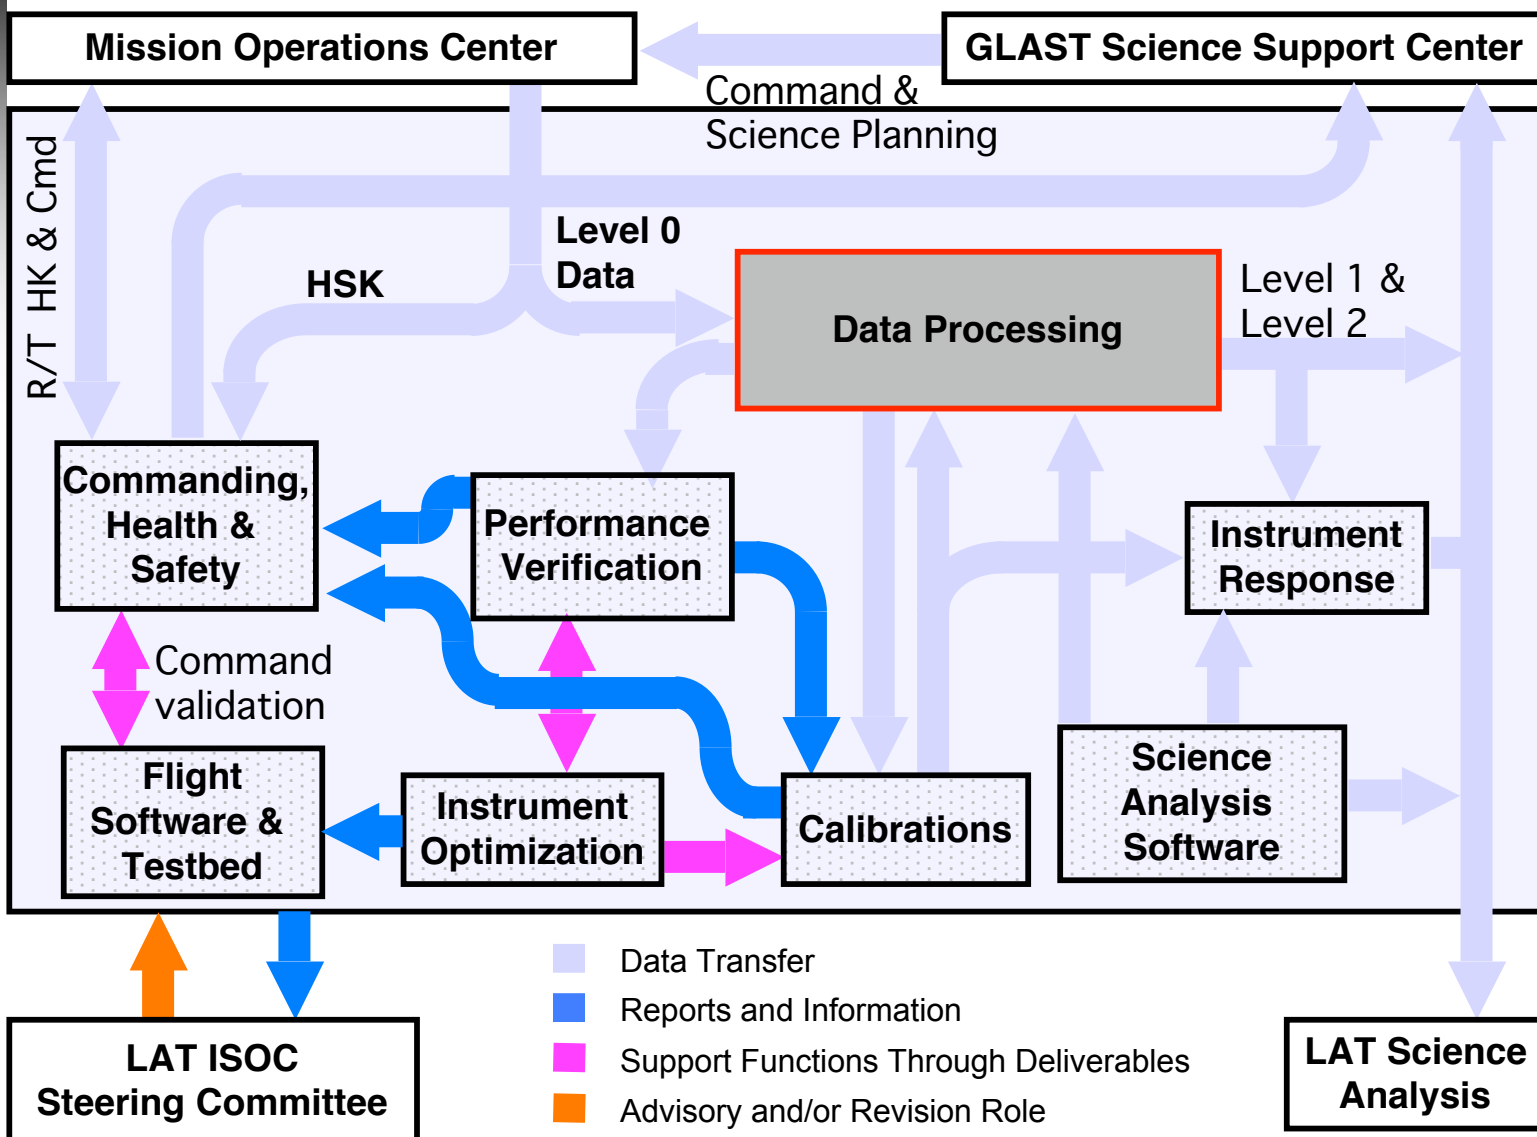 Mission Operations Center
GLAST Science Support Center
Command &
Science Planning
R/T HK & Cmd
HSK
Level 0
Data
Data Processing
Level 1 &
Level 2
Commanding,
Health &
Safety
Performance
Verification
Instrument
Response
Command
validation
Flight
Software &
Testbed
Instrument
Optimization
Calibrations
Science
Analysis
Software
Data Transfer
Reports and Information
Support Functions Through Deliverables
Advisory and/or Revision Role
LAT ISOC
Steering Committee
LAT Science
Analysis